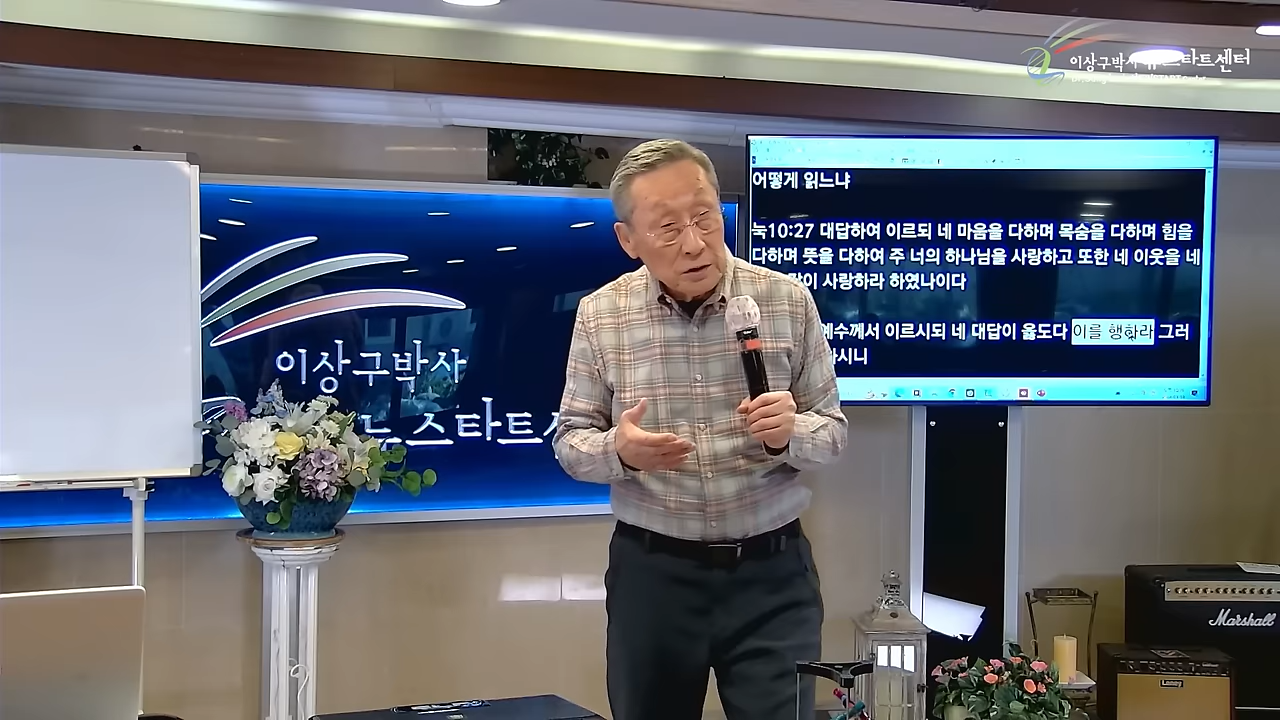 이상구박사 뉴스타트센터
어떻게 읽느냐
눅10:27 대답하여 이르되 네 마음을 다하며 목숨을 다하며 힘을
다하며 뜻을 다하여 주 너의 하나님을 사랑하고 또한 네 이웃을 네
같이 사랑하라 하였나이다
예수께서 이르시되 네 대답이 옳도다 이를 행하라 그러
하시니
이상구박사
뉴스타트
Marshall
Laney